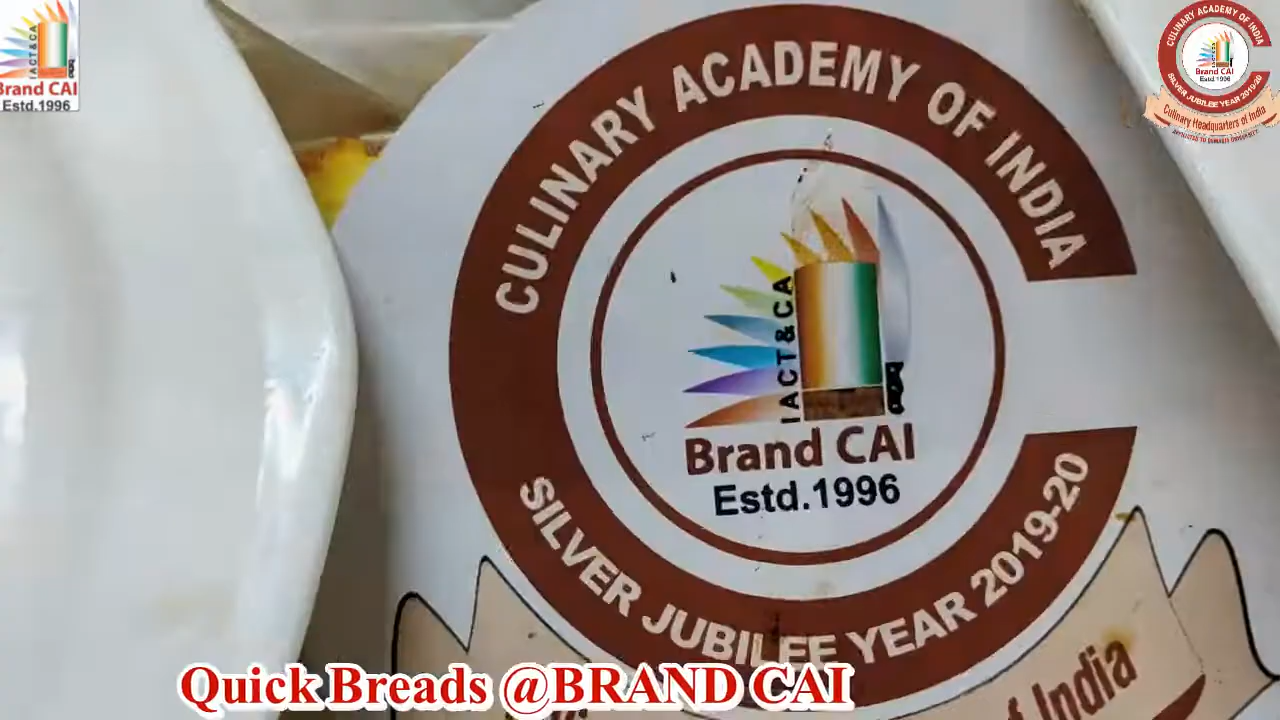 IACT&CA
Brand CAI
Estd.1996
CULINARY ACADEMY OF INDIA
Brand CAI
Estd.1996
SILVER JUBILEE YEAR 2019-20
Culinary Headquarters of India
CULINARY ACADEMY OF INDIA
IACT&CA
Brand CAI
Estd.1996
SILVER JUBILEE YEAR 2019-20
of India
Quick Breads @BRAND CAI